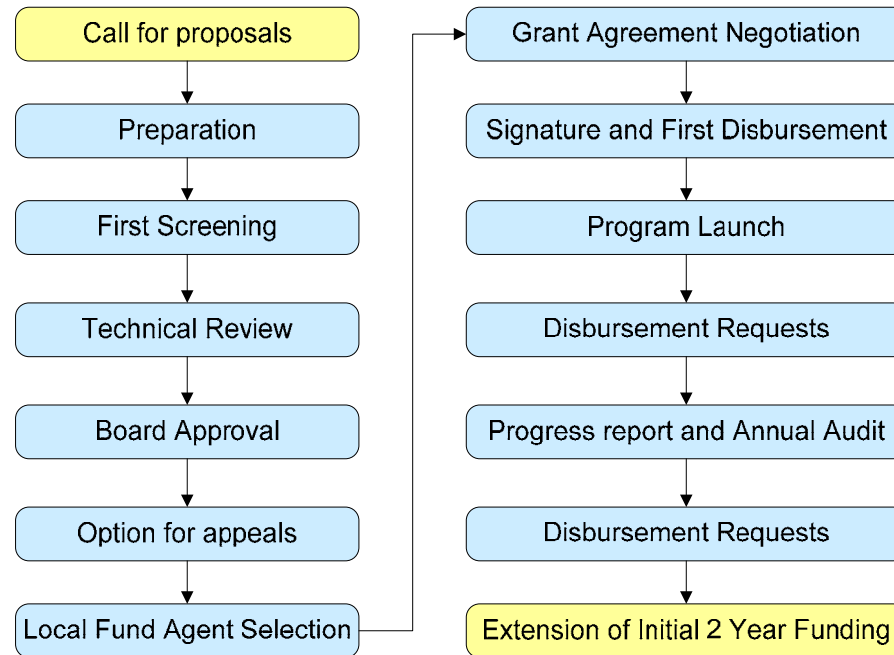 Call for proposals
Preparation
First Screening
Technical Review
Board Approval
Option for appeals
Local Fund Agent Selection
Grant Agreement Negotiation
Signature and First Disbursement
Program Launch
Disbursement Requests
Progress report and Annual Audit
Disbursement Requests
Extension of Initial 2 Year Funding